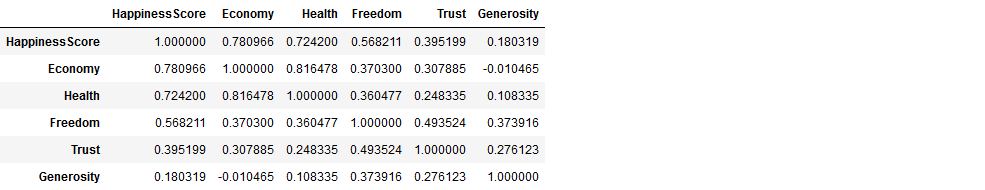 HappinessScore Economy Health Freedom Trust Generosity
HappinessScore 1.000000 0.780966 0.724200 0.568211 0.395199 0.180319
Economy 0.780966 1.000000 0.816478 0.370300 0.307885 -0.010465
Health 0.724200 0.816478 1.000000 0.360477 0.248335 0.108335
Freedom 0.568211 0.370300 0.360477 1.000000 0.493524 0.373916
Trust 0.395199 0.307885 0.248335 0.493524 1.000000 0.276123
Generosity 0.180319 -0.010465 0.108335 0.373916 0.276123 1.000000